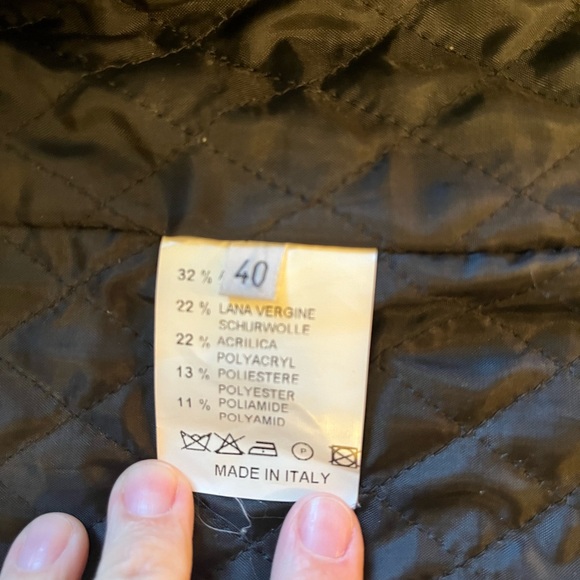 40
32 %
22 % LANA VERGINE
SCHURWOLLE
22 % ACRILICA
POLYACRYL
13 % POLIESTERE
POLYESTER
11 % POLIAMIDE
POLYAMID
P
MADE IN ITALY